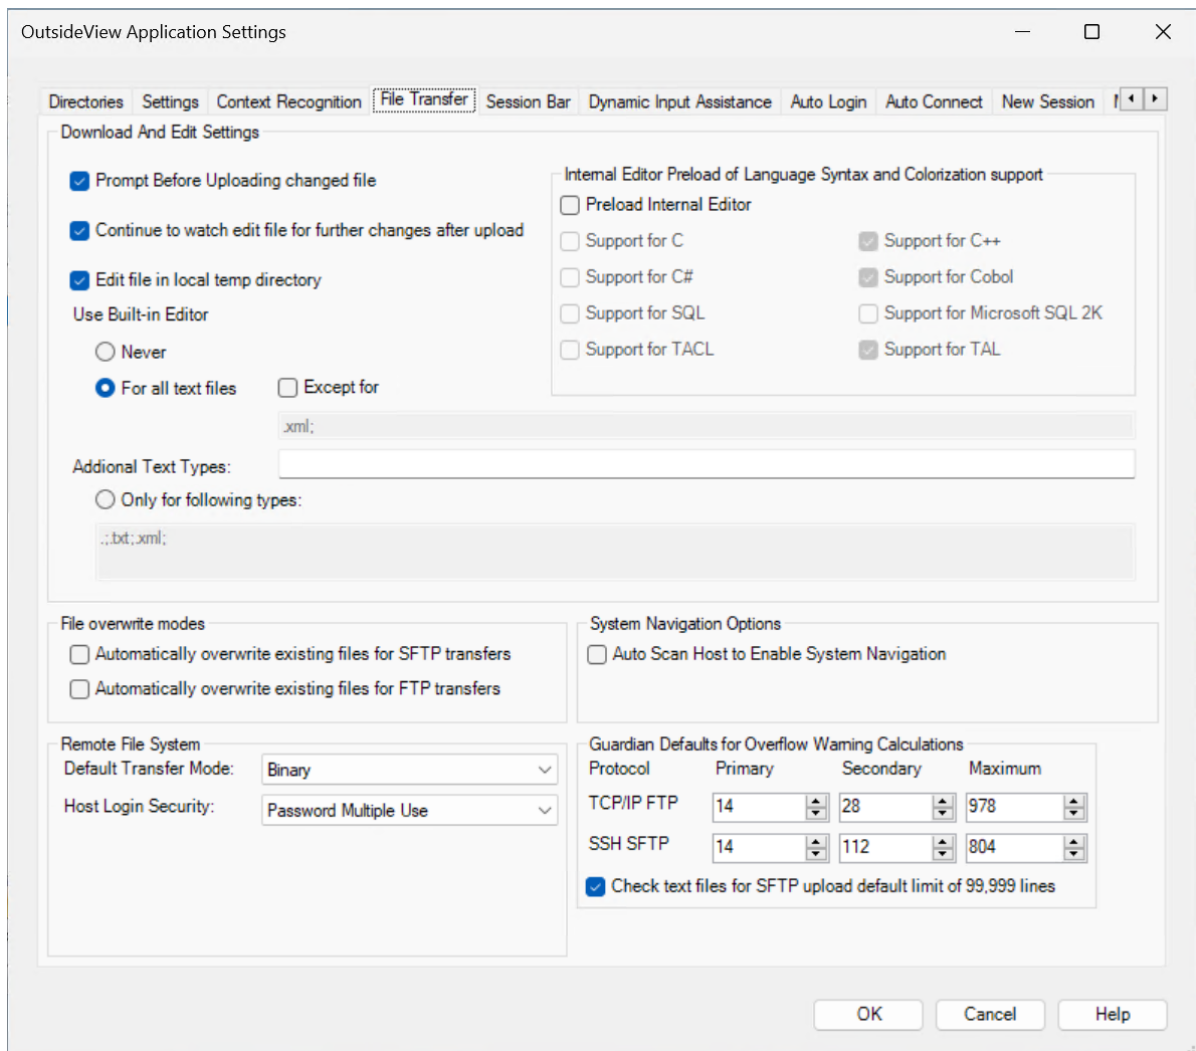 OutsideView Application Settings
Directories Settings Context Recognition File Transfer Session Bar Dynamic Input Assistance Auto Login Auto Connect New Session
Download And Edit Settings
Prompt Before Uploading changed file
Continue to watch edit file for further changes after upload
Edit file in local temp directory
Use Built-in Editor
Never
For all text files
Except for
.xml;
Addional Text Types:
Only for following types:
.;.txt;.xml;
Internal Editor Preload of Language Syntax and Colorization support
Preload Internal Editor
Support for C Support for C++
Support for C# Support for Cobol
Support for SQL Support for Microsoft SQL 2K
Support for TACL Support for TAL
File overwrite modes
Automatically overwrite existing files for SFTP transfers
Automatically overwrite existing files for FTP transfers
System Navigation Options
Auto Scan Host to Enable System Navigation
Remote File System
Default Transfer Mode: Binary
Host Login Security: Password Multiple Use
Guardian Defaults for Overflow Warning Calculations
Protocol Primary Secondary Maximum
TCP/IP FTP 14 28 978
SSH SFTP 14 112 804
Check text files for SFTP upload default limit of 99,999 lines
OK Cancel Help